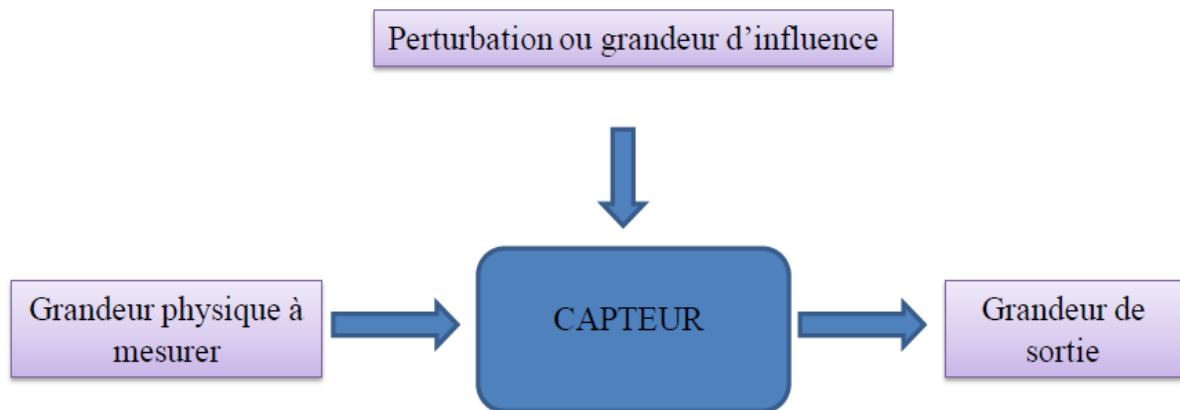 Perturbation ou grandeur d’influence
Grandeur physique à
mesurer
CAPTEUR
Grandeur de
sortie